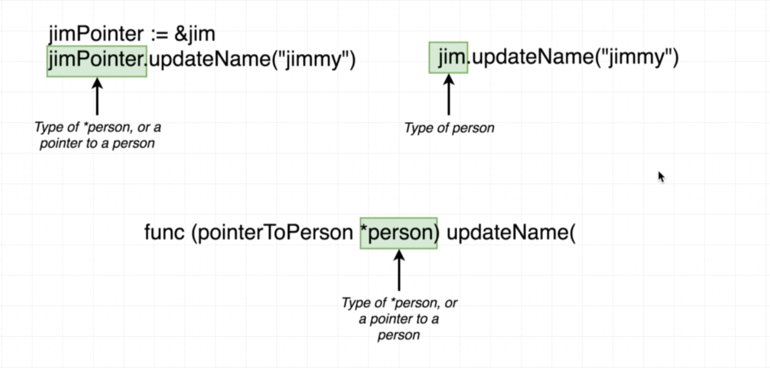 jimPointer := &jim
jimPointer.updateName("jimmy")
Type of *person, or a
pointer to a person
jim.updateName("jimmy")
Type of person
func (pointerToPerson *person) updateName(
Type of *person, or
a pointer to a
person